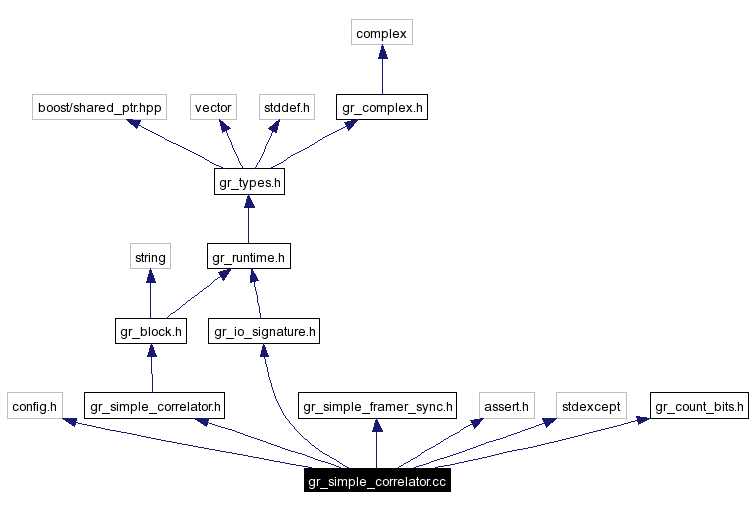 complex
boost/shared_ptr.hpp
vector
stddef.h
gr_complex.h
gr_types.h
string
gr_runtime.h
gr_block.h
gr_io_signature.h
config.h
gr_simple_correlator.h
gr_simple_framer_sync.h
assert.h
stdexcept
gr_count_bits.h
gr_simple_correlator.cc